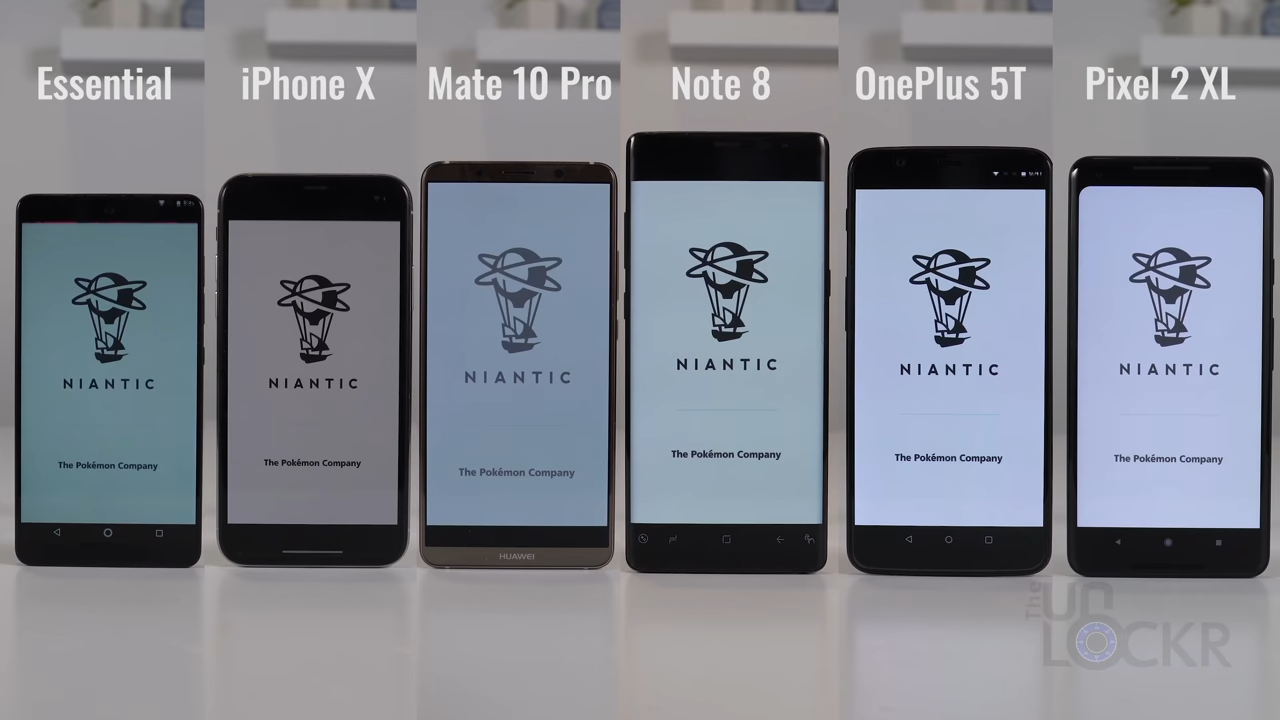 Essential
iPhone X
Mate 10 Pro
Note 8
OnePlus 5T
Pixel 2 XL
NIANTIC
The Pokémon Company
NIANTIC
The Pokémon Company
NIANTIC
The Pokémon Company
HUAWEI
NIANTIC
The Pokémon Company
NIANTIC
The Pokémon Company
NIANTIC
The Pokémon Company
The
UNLOCKR